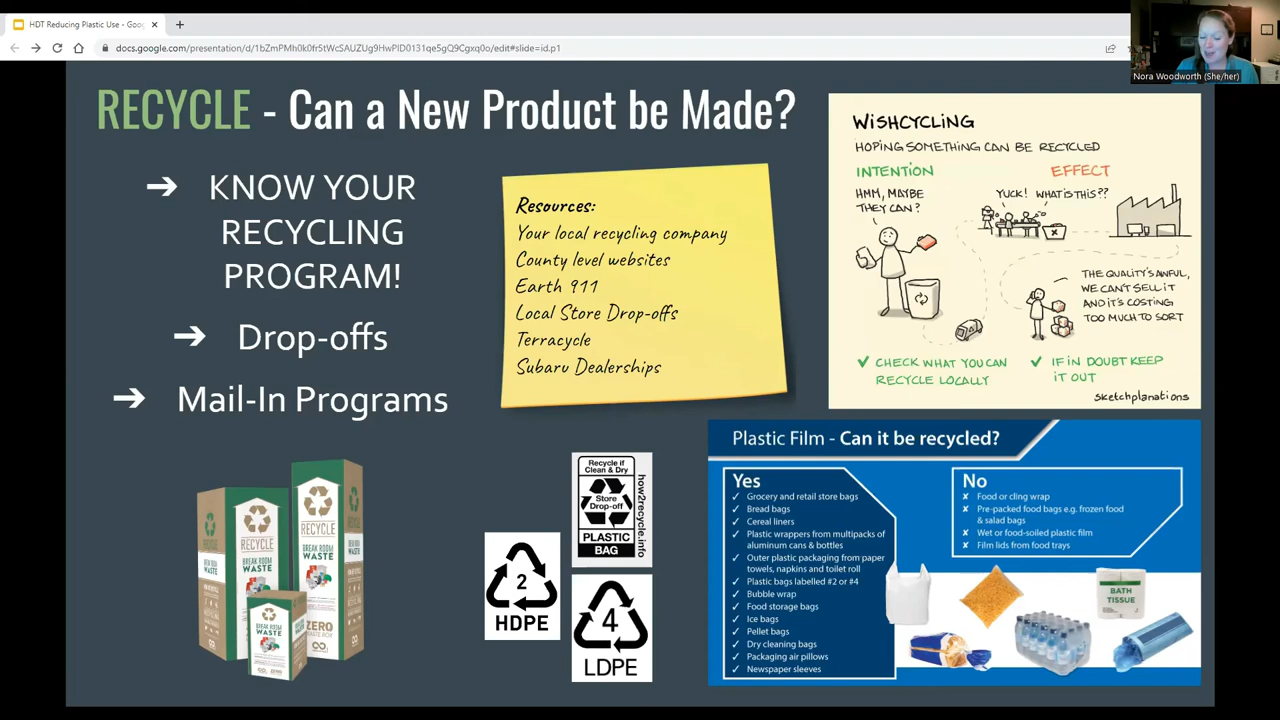 HDT Reducing Plastic Use - Goo
docs.google.com/presentation/d/1bZmPMh0k0fr5tWcSAUZUg9HwPlD0131qe5gQ9Cgxq0o/edit#slide=id.p1
Nora Woodworth (She/her)
RECYCLE - Can a New Product be Made?
➔ KNOW YOUR
RECYCLING
PROGRAM!
➔ Drop-offs
➔ Mail-In Programs
Resources:
Your local recycling company
County level websites
Earth 911
Local Store Drop-offs
Terracycle
Subaru Dealerships
WISHCYCLING
HOPING SOMETHING CAN BE RECYCLED
INTENTION
HMM, MAYBE
THEY CAN?
EFFECT
YUCK! WHAT IS THIS??
THE QUALITY'S AWFUL,
WE CAN'T SELL IT
AND IT'S COSTING
TOO MUCH TO SORT
✓ CHECK WHAT YOU CAN
RECYCLE LOCALLY
✓ IF IN DOUBT KEEP
IT OUT
sketchplanations
RECYCLE
BREAK ROOM
WASTE
RECYCLE
BREAK ROOM
WASTE
ZERO
BREAK ROOM
WASTE
2
HDPE
Recycle if
Clean & Dry
Store
Drop-off
PLASTIC
BAG
how2recycle.info
4
LDPE
Plastic Film - Can it be recycled?
Yes
✓ Grocery and retail store bags
✓ Bread bags
✓ Cereal liners
✓ Plastic wrappers from multipacks of
aluminum cans & bottles
✓ Outer plastic packaging from paper
towels, napkins and toilet roll
✓ Plastic bags labelled #2 or #4
✓ Bubble wrap
✓ Food storage bags
✓ Ice bags
✓ Pellet bags
✓ Dry cleaning bags
✓ Packaging air pillows
✓ Newspaper sleeves
No
✘ Food or cling wrap
✘ Pre-packed food bags e.g. frozen food
& salad bags
✘ Wet or food-soiled plastic film
✘ Film lids from food trays
BATH
TISSUE